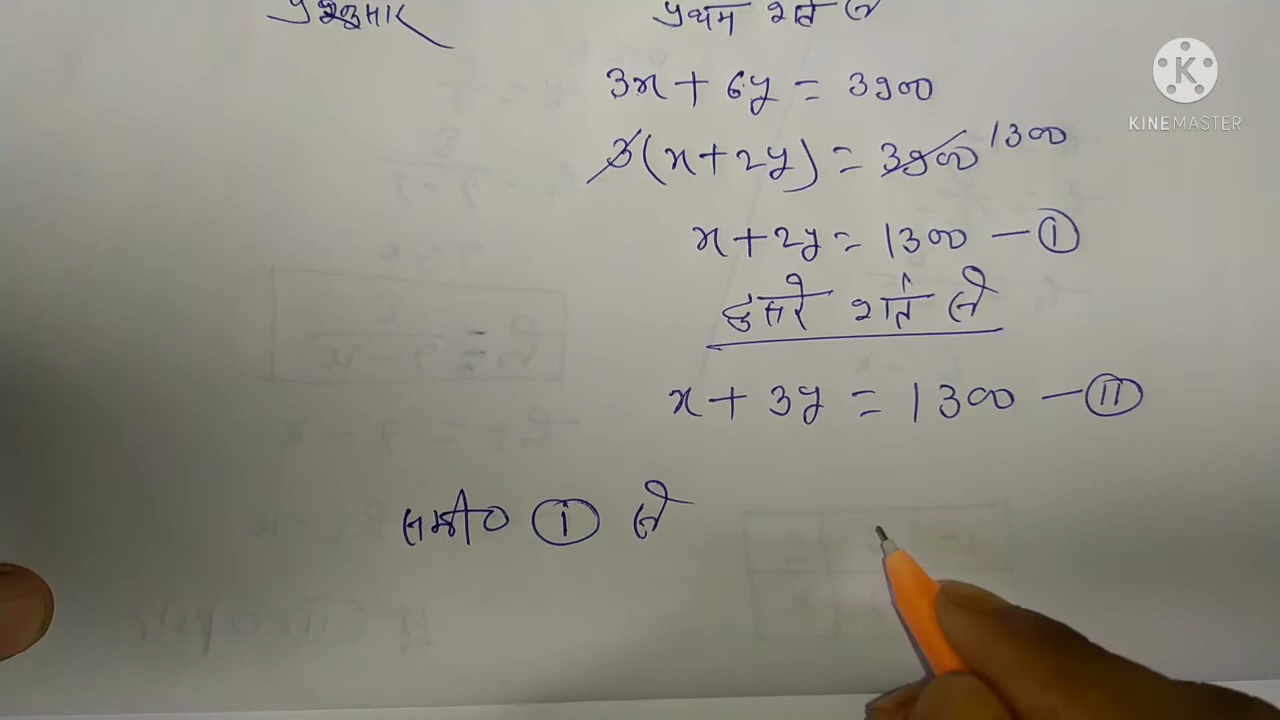 प्रश्नुसार
प्रथम शर्त से
3x + 6y = 3900
3(x + 2y) = 3900 1300
x + 2y = 1300 — I
दुसरे शर्त से
x + 3y = 1300 — II
समी० I से
K
KINEMASTER